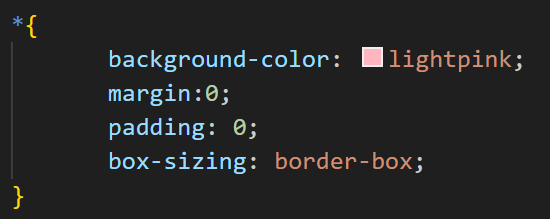 *{
background-color: lightpink;
margin:0;
padding: 0;
box-sizing: border-box;
}